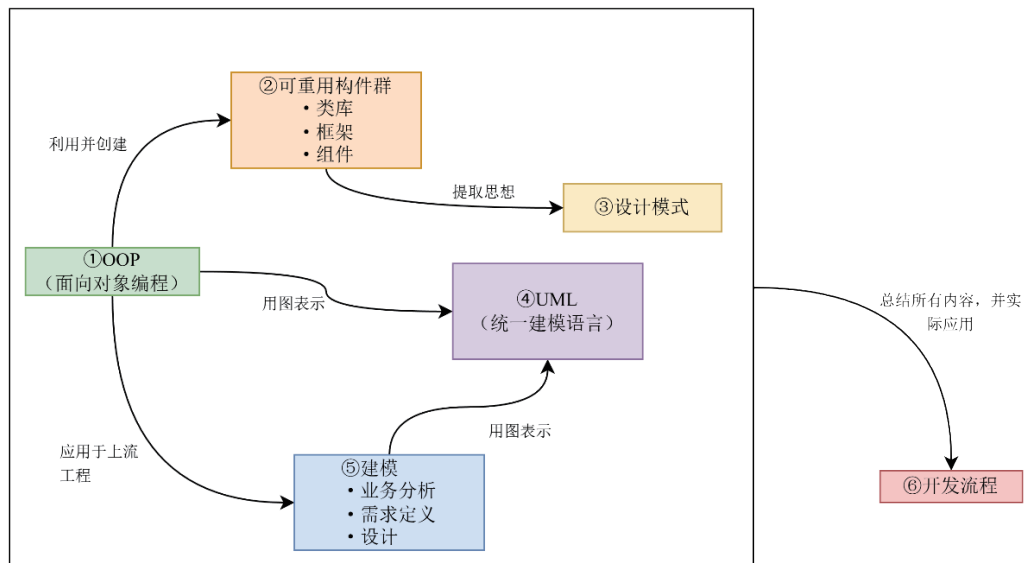 ②可重用构件群
・类库
・框架
・组件
利用并创建
提取思想
③设计模式
①OOP
（面向对象编程）
用图表示
④UML
（统一建模语言）
总结所有内容，并实
际应用
用图表示
应用于上流
工程
⑤建模
・业务分析
・需求定义
・设计
⑥开发流程